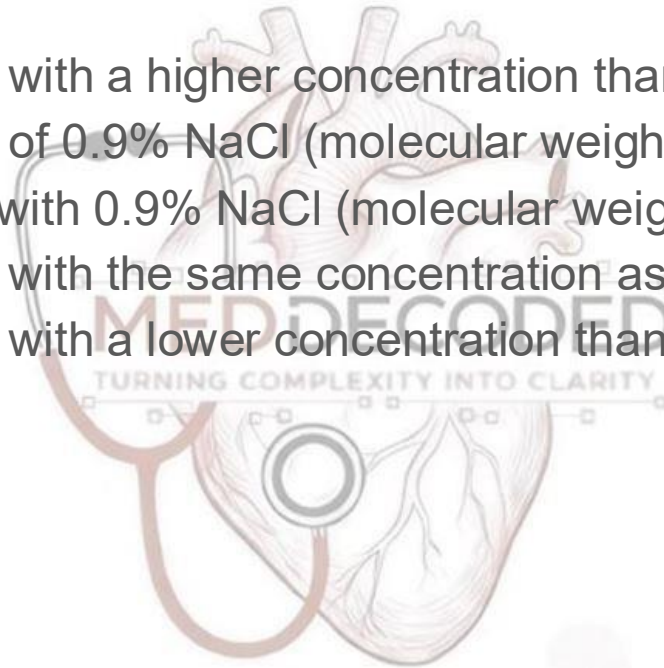 with a higher concentration than
of 0.9% NaCl (molecular weigh
with 0.9% NaCl (molecular weig
with the same concentration as
MEDDECODED
with a lower concentration than
TURNING COMPLEXITY INTO CLARITY